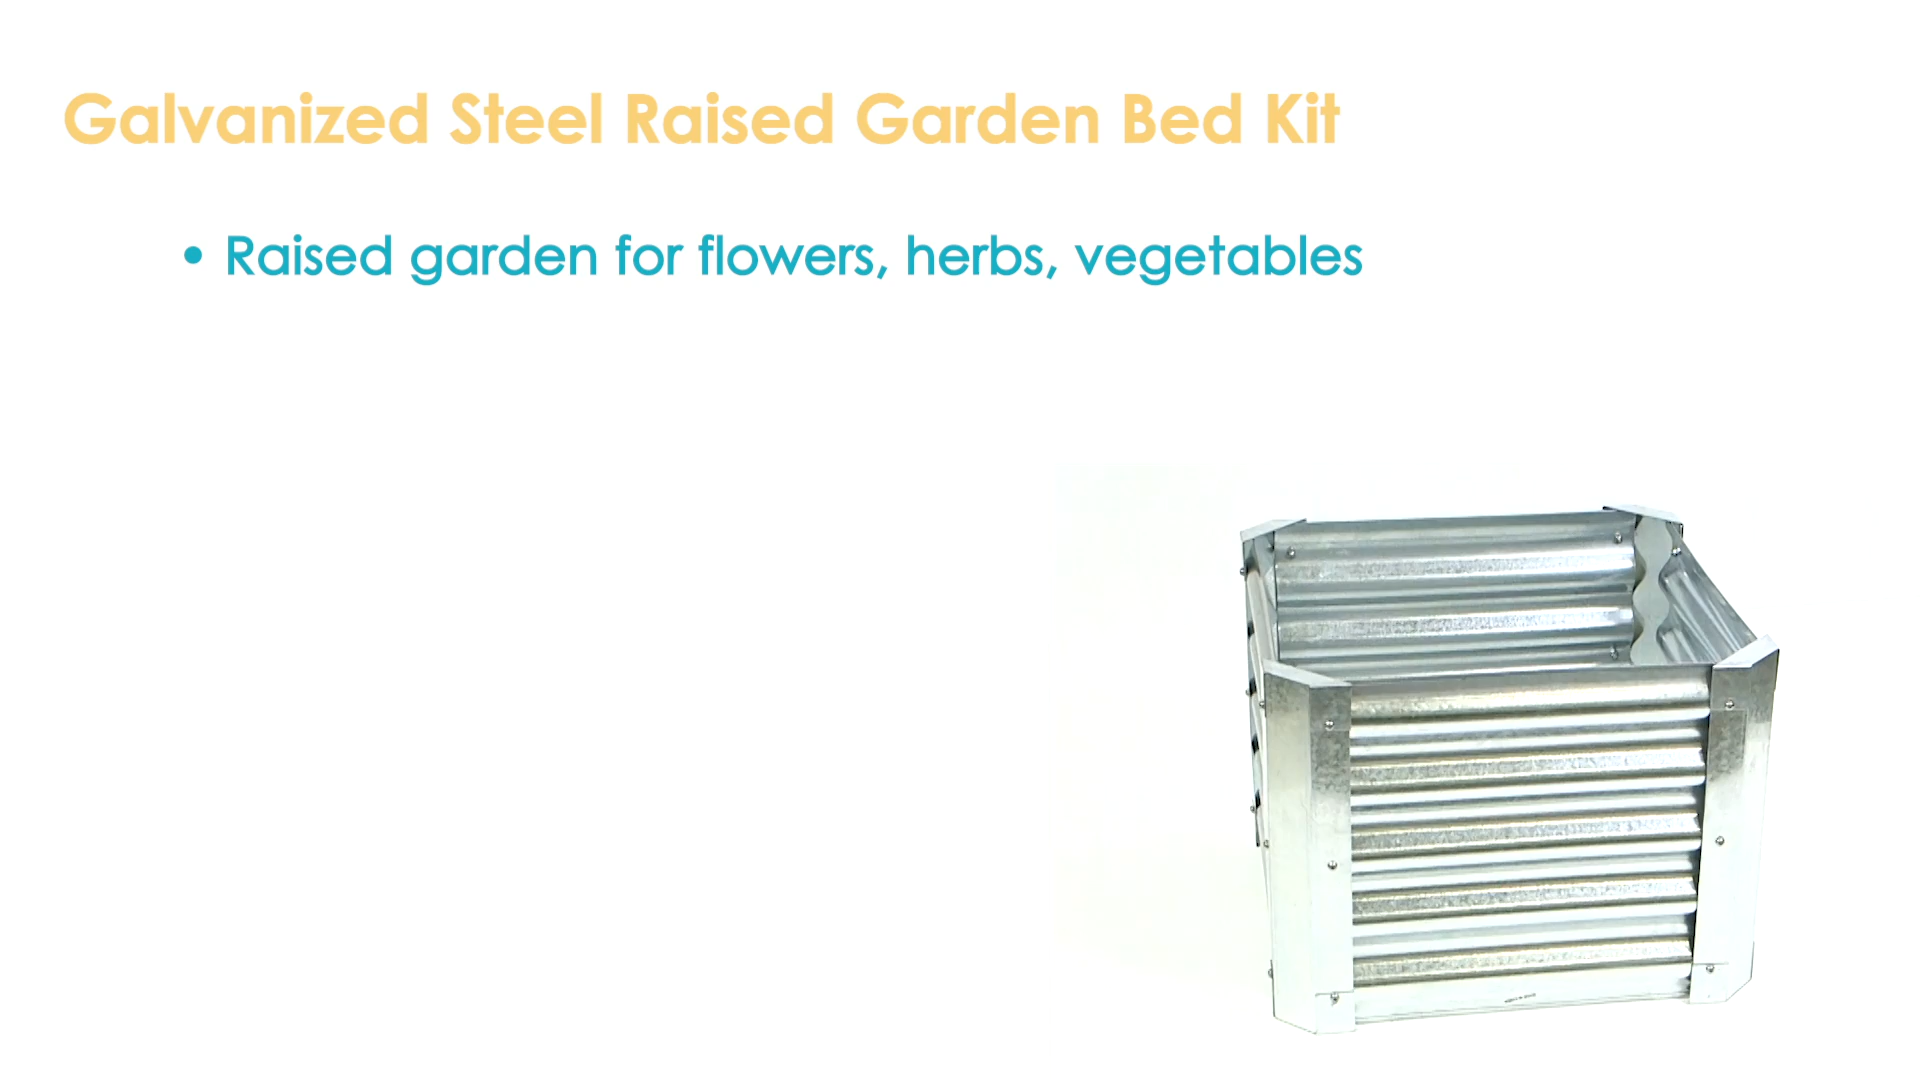 Galvanized Steel Raised Garden Bed Kit
• Raised garden for flowers, herbs, vegetables